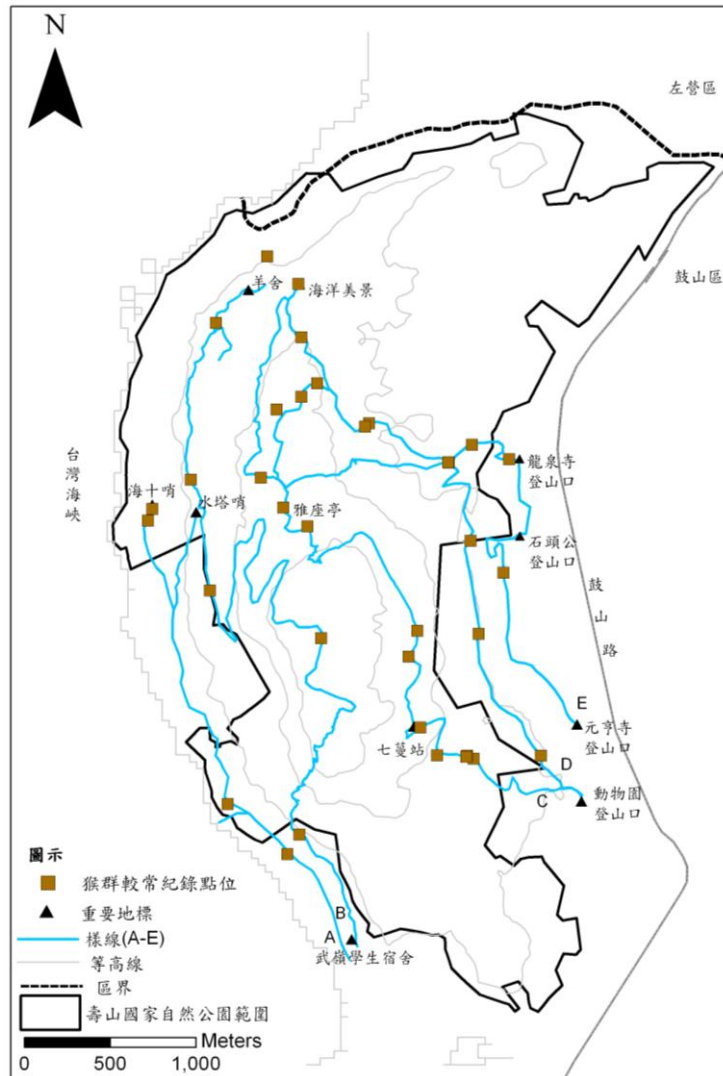 N
左營區
鼓山區
羊舍
海洋美景
台灣海峽
海十哨
水塔哨
雅座亭
龍泉寺
登山口
石頭公
登山口
鼓山路
E
元亨寺
登山口
七蔓站
D
C
動物園
登山口
B
A
武嶺學生宿舍
圖示
猴群較常紀錄點位
重要地標
樣線(A-E)
等高線
區界
壽山國家自然公園範圍
Meters
0 500 1,000